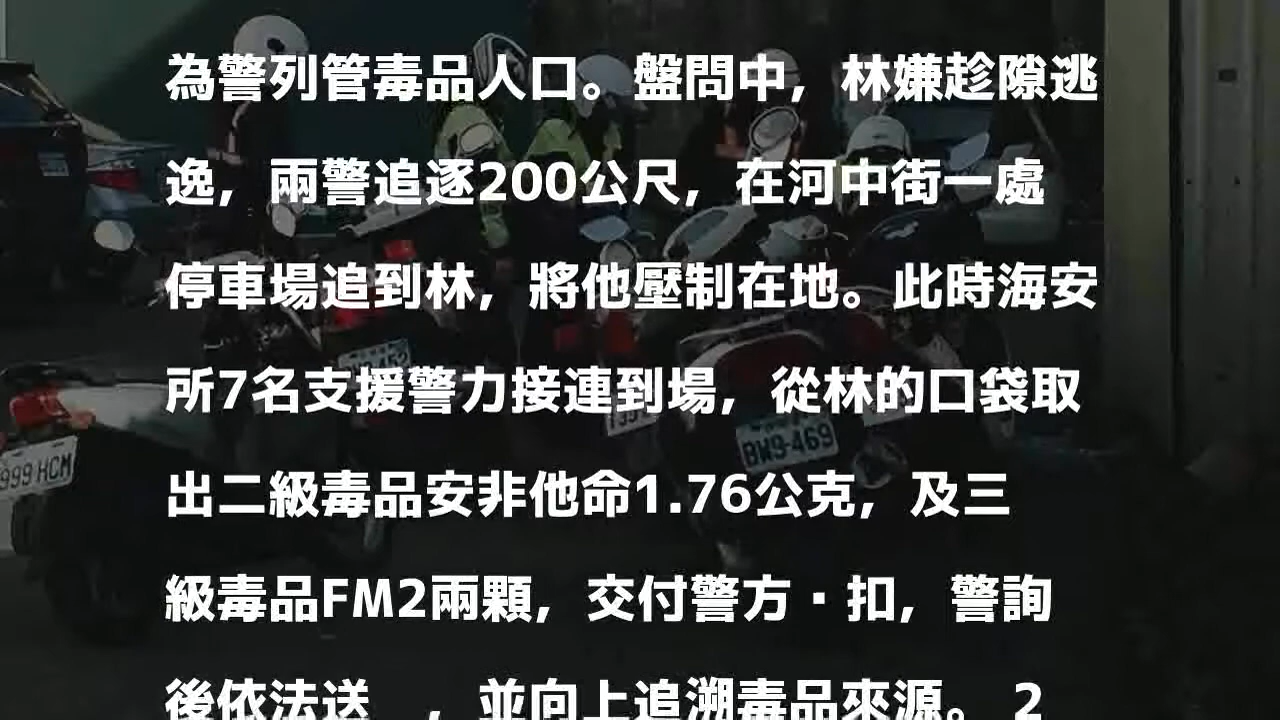 為警列管毒品人口。盤問中，林嫌趁隙逃
逸，兩警追逐200公尺，在河中街一處
停車場追到林，將他壓制在地。此時海安
所7名支援警力接連到場，從林的口袋取
出二級毒品安非他命1.76公克，及三
級毒品FM2兩顆，交付警方▪扣，警詢
後依法送　，並向上追溯毒品來源。 2
999 HCM
BW9-469